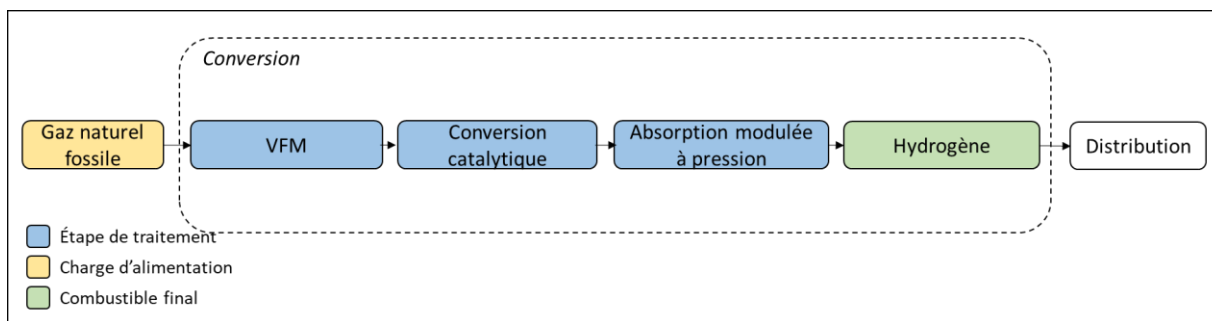 Conversion
Gaz naturel
fossile
VFM
Conversion
catalytique
Absorption modulée
à pression
Hydrogène
Distribution
Étape de traitement
Charge d’alimentation
Combustible final